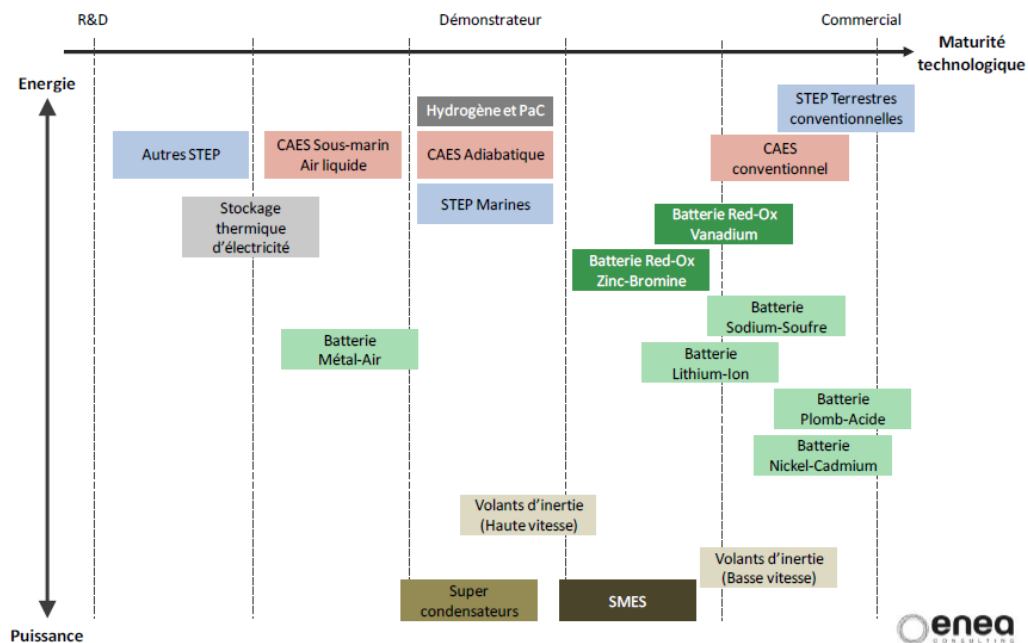 R&D
Démonstrateur
Commercial
Maturité
technologique
Energie
STEP Terrestres
conventionnelles
Hydrogène et PaC
Autres STEP
CAES Sous-marin
Air liquide
CAES Adiabatique
CAES
conventionnel
STEP Marines
Stockage
thermique
d'électricité
Batterie Red-Ox
Vanadium
Batterie Red-Ox
Zinc-Bromine
Batterie
Sodium-Soufre
Batterie
Métal-Air
Batterie
Lithium-Ion
Batterie
Plomb-Acide
Batterie
Nickel-Cadmium
Volants d'inertie
(Haute vitesse)
Volants d'inertie
(Basse vitesse)
Super
condensateurs
SMES
Puissance
enea
CONSULTING